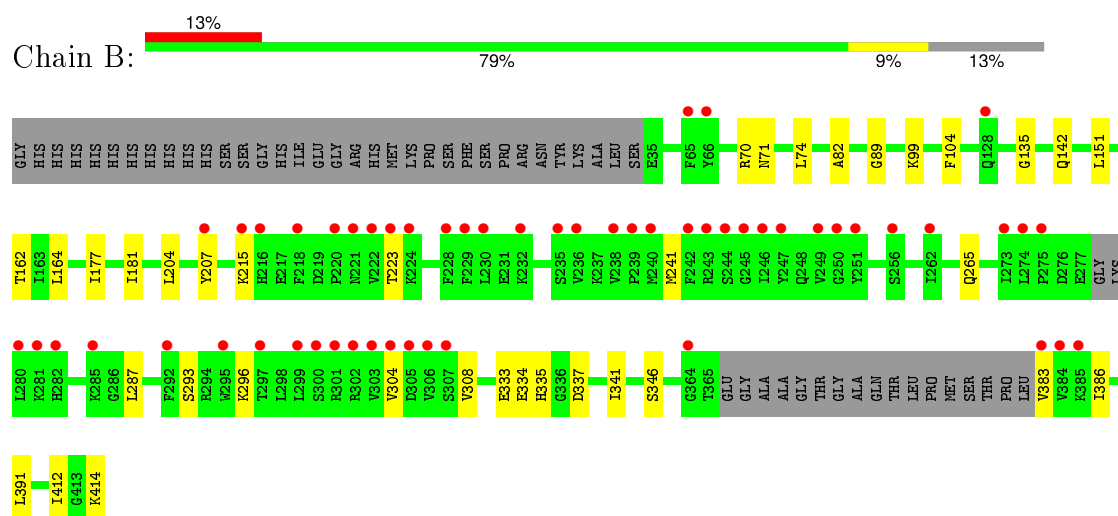 13%
Chain B:
79% 9% 13%
GLY HIS HIS HIS HIS HIS HIS HIS HIS HIS HIS SER SER GLY HIS ILE GLU GLY ARG HIS MET LYS PRO SER PHE SER PRO ARG ASN TYR LYS ALA LEU SER E35 F65 Y66 R70 N71 L74 A82 G89 K99 F104 Q128 G135 Q142 L151
T162 I163 L164 I177 I181 L204 Y207 K215 H216 E217 F218 D219 P220 N221 V222 T223 K224 F228 F229 L230 E231 K232 S235 V236 K237 V238 P239 M240 M241 F242 R243 S244 G245 I246 Y247 Q248 V249 G250 Y251 S256 I262 Q265 I273 L274 P275 D276 E277 GLY LYS
L280 K281 H282 K285 G286 L287 F292 S293 R294 W295 K296 T297 L298 L299 S300 R301 R302 V303 V304 D305 V306 S307 V308 E333 E334 H335 G336 D337 I341 S346 G364 T365 GLU GLY ALA ALA GLY THR GLY ALA GLN THR LEU PRO MET SER THR PRO LEU V383 V384 K385 I386
L391 I412 G413 K414